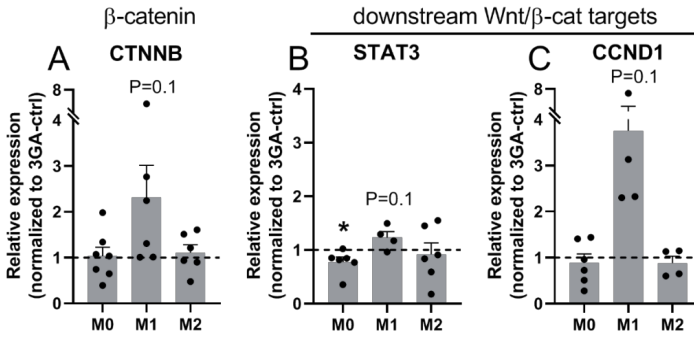 β-catenin
downstream Wnt/β-cat targets
A
CTNNB
P=0.1
Relative expression
(normalized to 3GA-ctrl)
8
4
3
2
1
0
M0 M1 M2
B
STAT3
P=0.1
*
Relative expression
(normalized to 3GA-ctrl)
4
3
2
1
0
M0 M1 M2
C
CCND1
P=0.1
Relative expression
(normalized to 3GA-ctrl)
8
4
3
2
1
0
M0 M1 M2